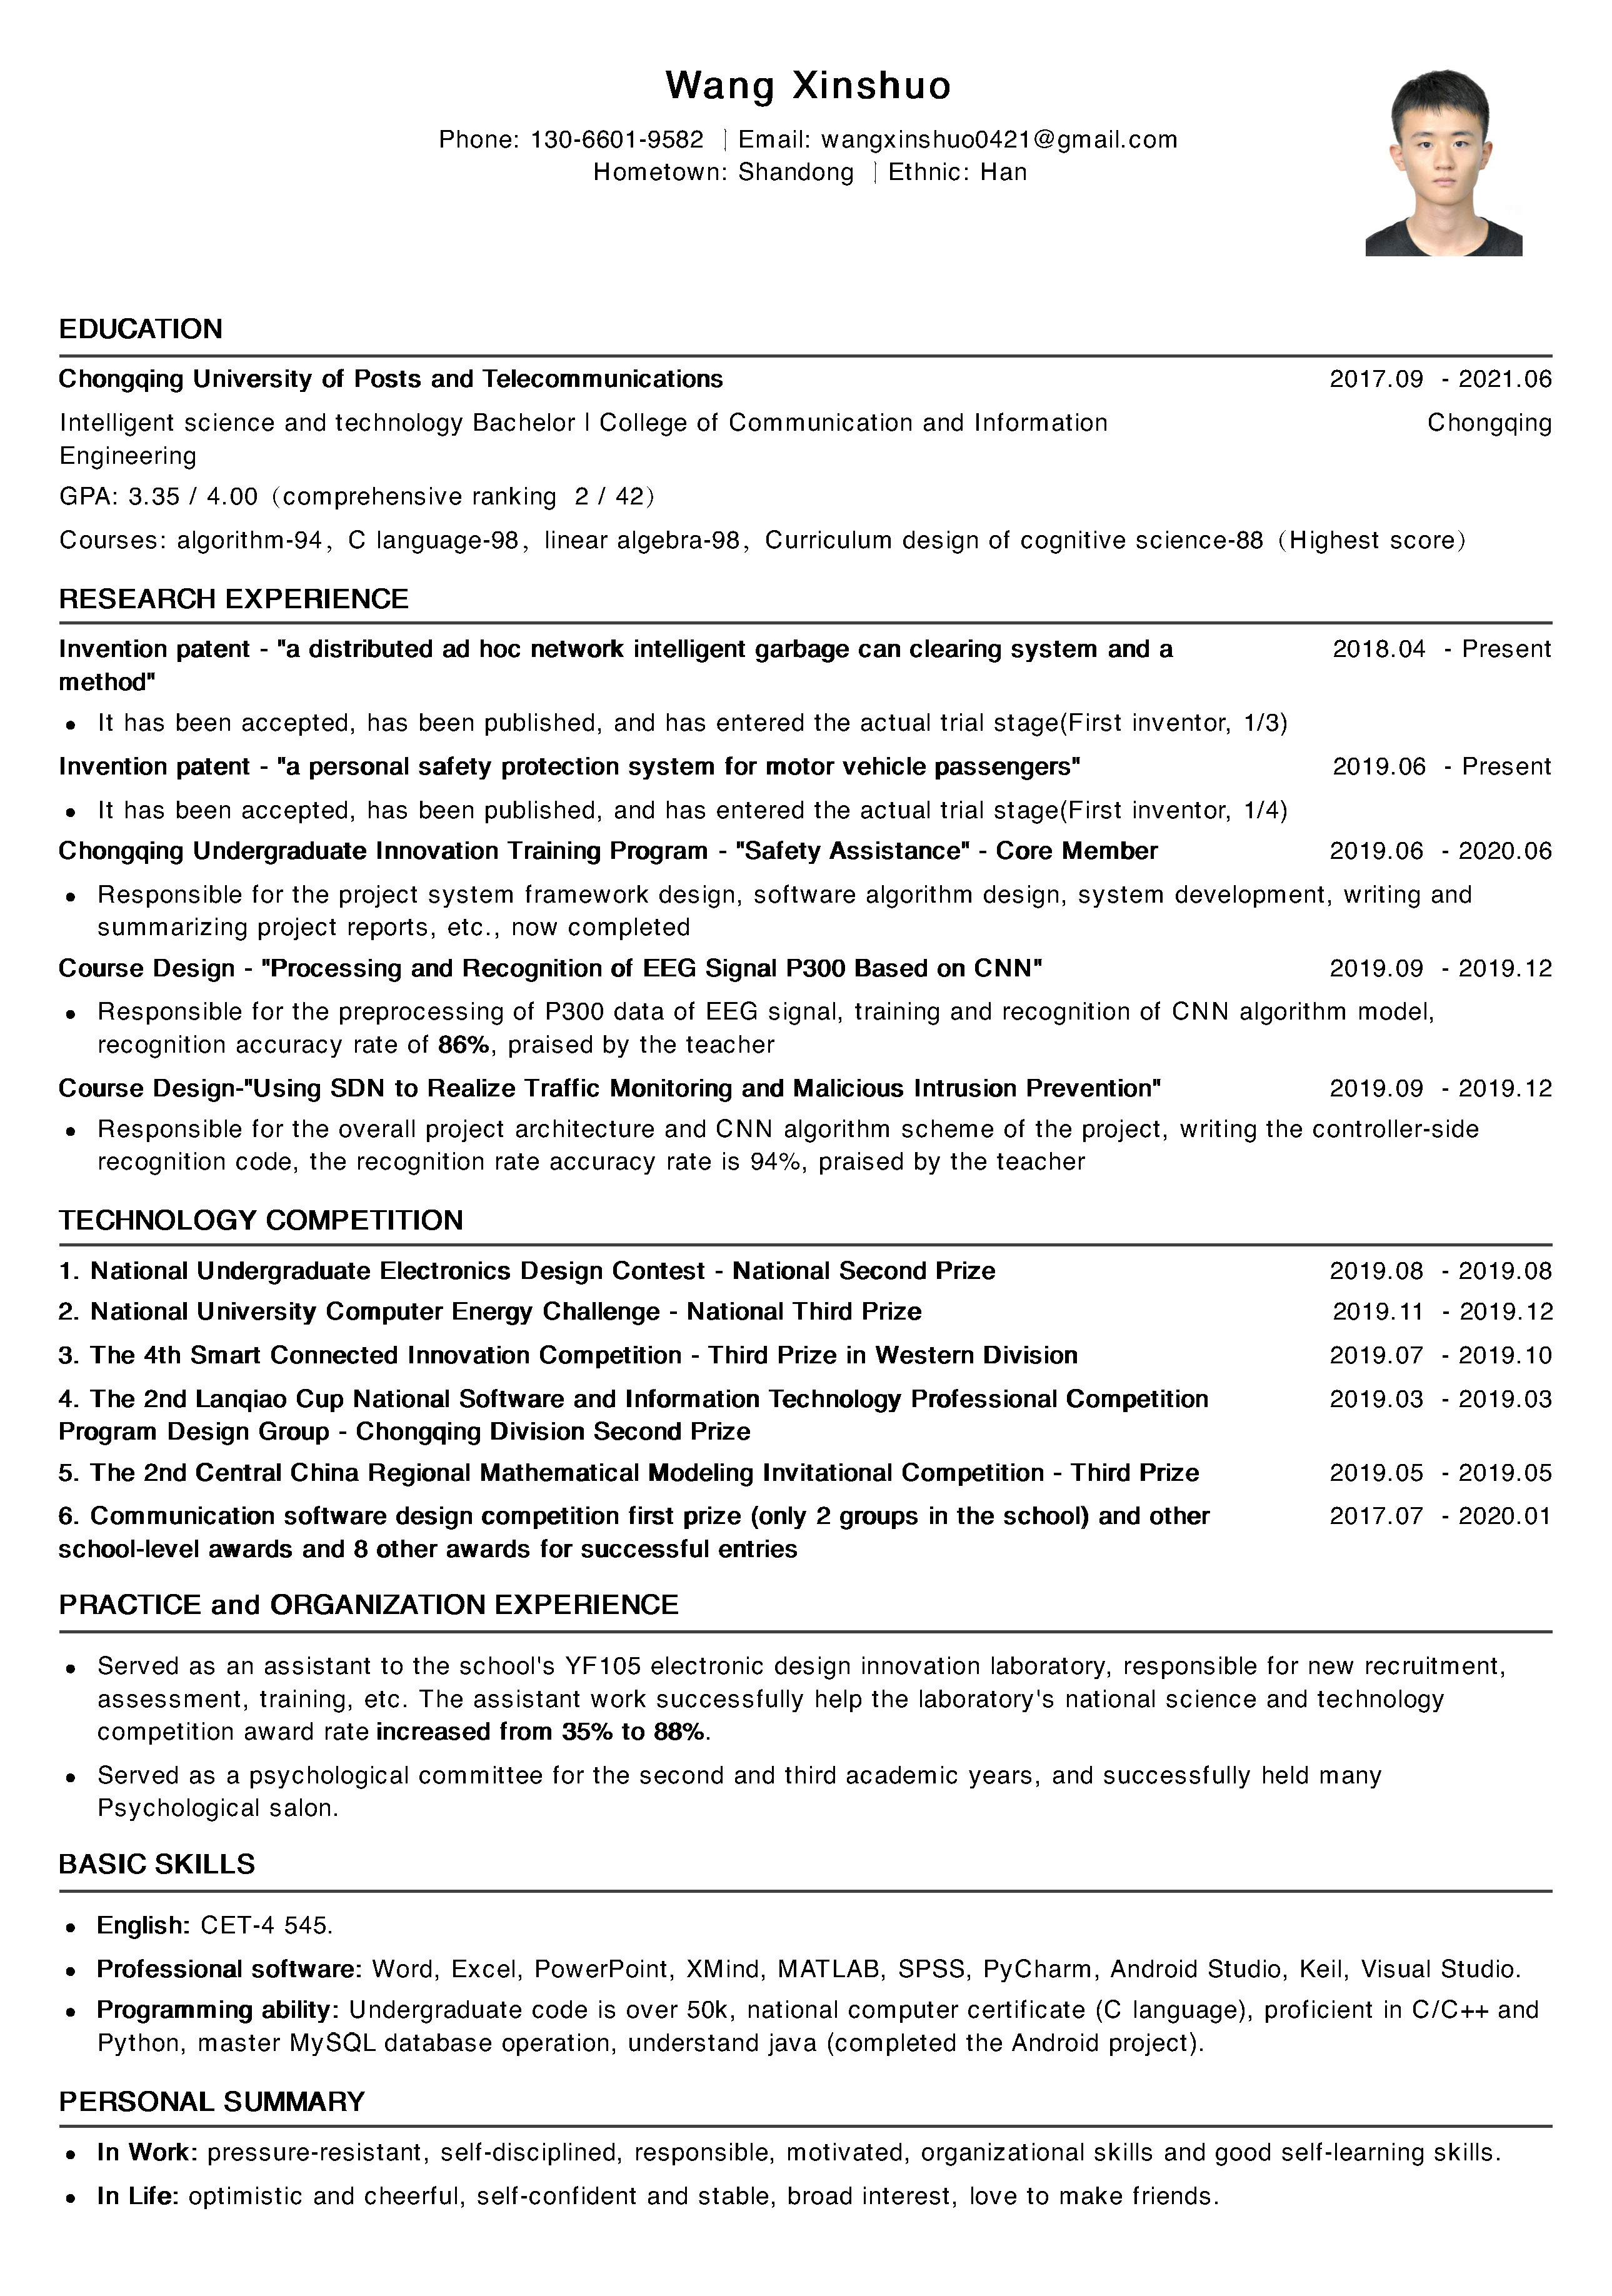 Wang Xinshuo
Phone: 130-6601-9582 | Email: wangxinshuo0421@gmail.com
Hometown: Shandong | Ethnic: Han
EDUCATION
Chongqing University of Posts and Telecommunications 2017.09 - 2021.06
Intelligent science and technology Bachelor l College of Communication and Information Chongqing
Engineering
GPA: 3.35 / 4.00（comprehensive ranking 2 / 42）
Courses: algorithm-94，C language-98，linear algebra-98，Curriculum design of cognitive science-88（Highest score）
RESEARCH EXPERIENCE
Invention patent - "a distributed ad hoc network intelligent garbage can clearing system and a 2018.04 - Present
method"
• It has been accepted, has been published, and has entered the actual trial stage(First inventor, 1/3)
Invention patent - "a personal safety protection system for motor vehicle passengers" 2019.06 - Present
• It has been accepted, has been published, and has entered the actual trial stage(First inventor, 1/4)
Chongqing Undergraduate Innovation Training Program - "Safety Assistance" - Core Member 2019.06 - 2020.06
• Responsible for the project system framework design, software algorithm design, system development, writing and
summarizing project reports, etc., now completed
Course Design - "Processing and Recognition of EEG Signal P300 Based on CNN" 2019.09 - 2019.12
• Responsible for the preprocessing of P300 data of EEG signal, training and recognition of CNN algorithm model,
recognition accuracy rate of 86%, praised by the teacher
Course Design-"Using SDN to Realize Traffic Monitoring and Malicious Intrusion Prevention" 2019.09 - 2019.12
• Responsible for the overall project architecture and CNN algorithm scheme of the project, writing the controller-side
recognition code, the recognition rate accuracy rate is 94%, praised by the teacher
TECHNOLOGY COMPETITION
1. National Undergraduate Electronics Design Contest - National Second Prize 2019.08 - 2019.08
2. National University Computer Energy Challenge - National Third Prize 2019.11 - 2019.12
3. The 4th Smart Connected Innovation Competition - Third Prize in Western Division 2019.07 - 2019.10
4. The 2nd Lanqiao Cup National Software and Information Technology Professional Competition 2019.03 - 2019.03
Program Design Group - Chongqing Division Second Prize
5. The 2nd Central China Regional Mathematical Modeling Invitational Competition - Third Prize 2019.05 - 2019.05
6. Communication software design competition first prize (only 2 groups in the school) and other 2017.07 - 2020.01
school-level awards and 8 other awards for successful entries
PRACTICE and ORGANIZATION EXPERIENCE
• Served as an assistant to the school's YF105 electronic design innovation laboratory, responsible for new recruitment,
assessment, training, etc. The assistant work successfully help the laboratory's national science and technology
competition award rate increased from 35% to 88%.
• Served as a psychological committee for the second and third academic years, and successfully held many
Psychological salon.
BASIC SKILLS
• English: CET-4 545.
• Professional software: Word, Excel, PowerPoint, XMind, MATLAB, SPSS, PyCharm, Android Studio, Keil, Visual Studio.
• Programming ability: Undergraduate code is over 50k, national computer certificate (C language), proficient in C/C++ and
Python, master MySQL database operation, understand java (completed the Android project).
PERSONAL SUMMARY
• In Work: pressure-resistant, self-disciplined, responsible, motivated, organizational skills and good self-learning skills.
• In Life: optimistic and cheerful, self-confident and stable, broad interest, love to make friends.